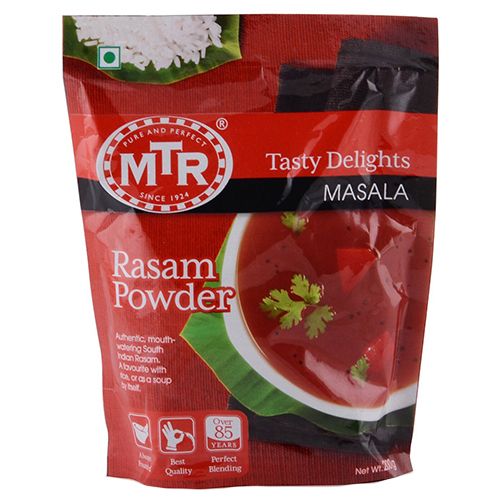 PURE AND PERFECT
MTR
®
SINCE 1924
Tasty Delights
MASALA
Rasam
Powder
Authentic, mouth-
watering South
Indian Rasam.
A favourite with
rice, or as a soup
by itself.
Always
Best
Quality
Over
85
YEARS
Perfect
Blending
Net Wt.